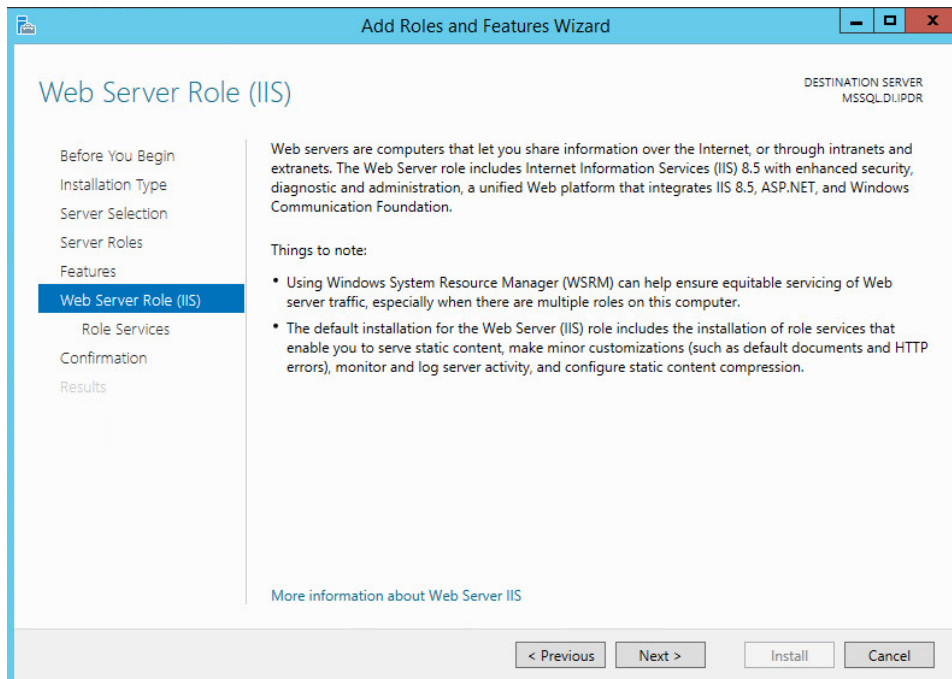 Add Roles and Features Wizard
Web Server Role (IIS)
DESTINATION SERVER
MSSQL.DI.IPDR
Before You Begin
Installation Type
Server Selection
Server Roles
Features
Web Server Role (IIS)
Role Services
Confirmation
Results
Web servers are computers that let you share information over the Internet, or through intranets and
extranets. The Web Server role includes Internet Information Services (IIS) 8.5 with enhanced security,
diagnostic and administration, a unified Web platform that integrates IIS 8.5, ASP.NET, and Windows
Communication Foundation.
Things to note:
• Using Windows System Resource Manager (WSRM) can help ensure equitable servicing of Web
server traffic, especially when there are multiple roles on this computer.
• The default installation for the Web Server (IIS) role includes the installation of role services that
enable you to serve static content, make minor customizations (such as default documents and HTTP
errors), monitor and log server activity, and configure static content compression.
More information about Web Server IIS
< Previous
Next >
Install
Cancel